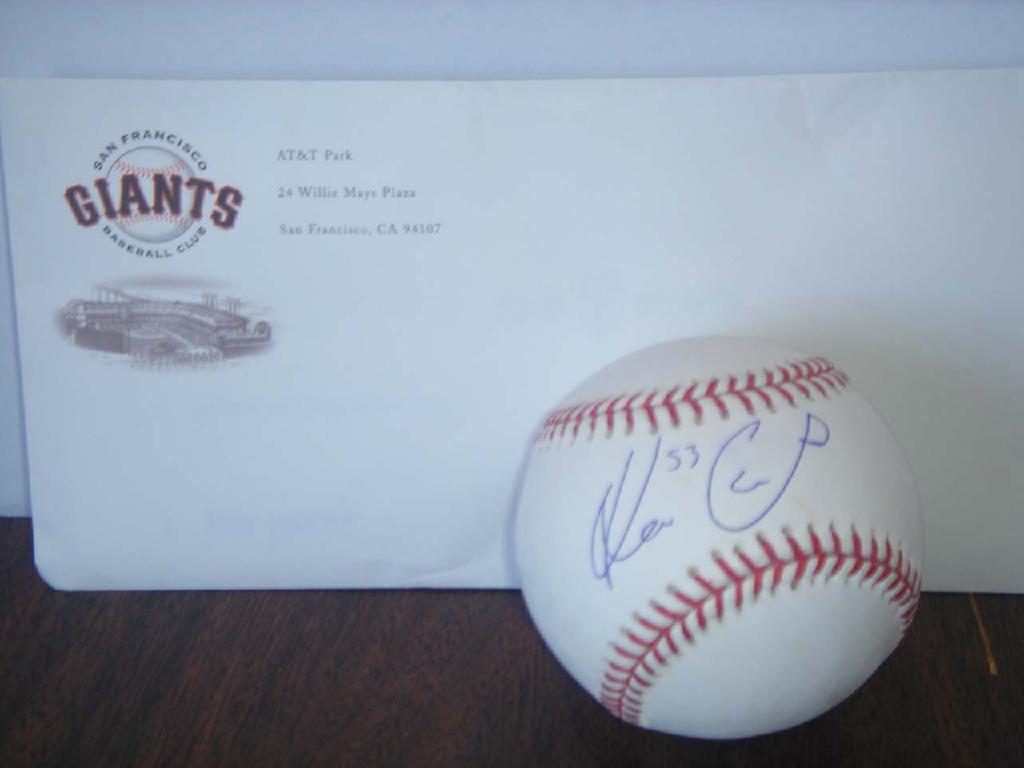 SAN FRANCISCO
GIANTS
BASEBALL CLUB
AT&T Park
24 Willie Mays Plaza
San Francisco, CA 94107
53